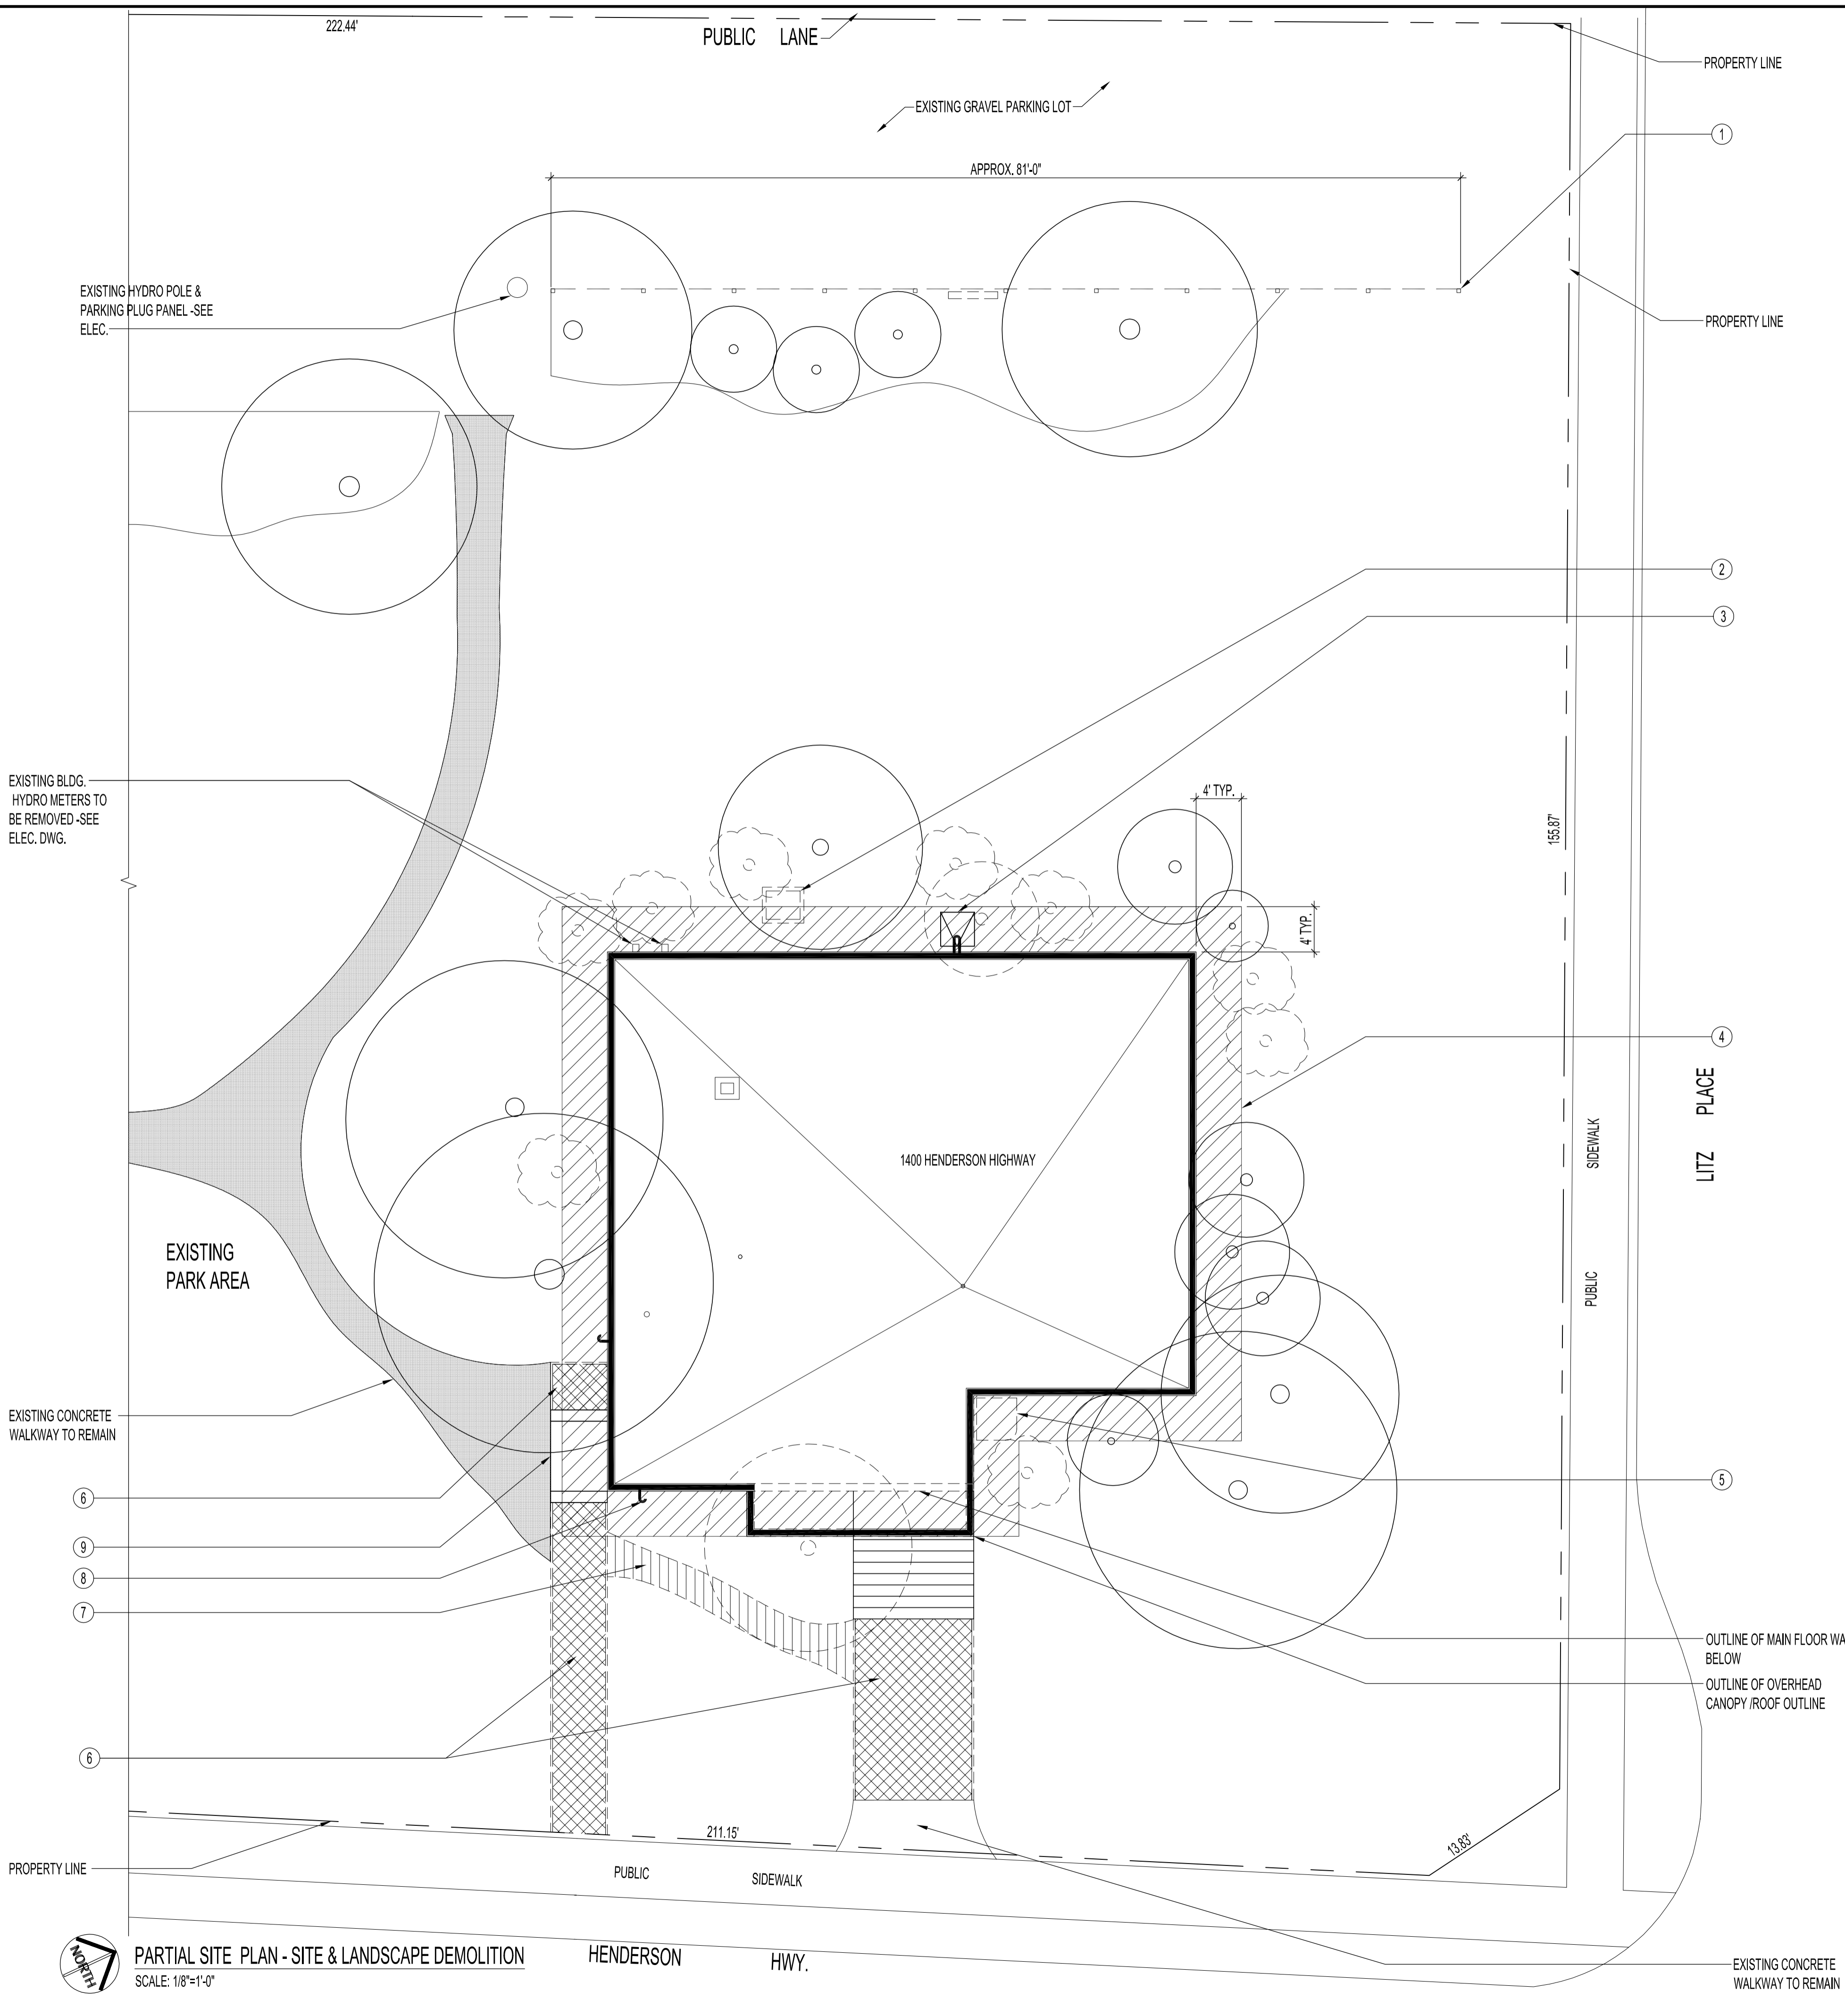 222.44'
PUBLIC LANE
PROPERTY LINE
EXISTING GRAVEL PARKING LOT
1
APPROX. 81'-0"
EXISTING HYDRO POLE &
PARKING PLUG PANEL -SEE
ELEC.
PROPERTY LINE
2
3
EXISTING BLDG.
HYDRO METERS TO
BE REMOVED -SEE
ELEC. DWG.
4' TYP.
155.87'
4' TYP.
4
LITZ PLACE
PUBLIC SIDEWALK
1400 HENDERSON HIGHWAY
EXISTING
PARK AREA
EXISTING CONCRETE
WALKWAY TO REMAIN
5
6
9
8
7
OUTLINE OF MAIN FLOOR WA
BELOW
OUTLINE OF OVERHEAD
CANOPY /ROOF OUTLINE
6
211.15'
13.83'
PROPERTY LINE
PUBLIC SIDEWALK
NORTH
PARTIAL SITE PLAN - SITE & LANDSCAPE DEMOLITION
SCALE: 1/8"=1'-0"
HENDERSON HWY.
EXISTING CONCRETE
WALKWAY TO REMAIN